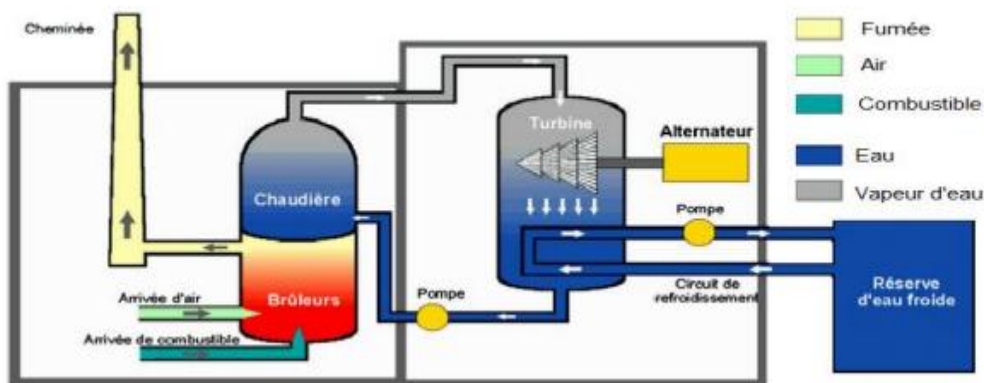 Cheminée
Fumée
Air
Combustible
Eau
Vapeur d'eau
Turbine
Alternateur
Chaudière
Pompe
Réserve
d'eau froide
Circuit de
refroidissement
Arrivée d'air
Brûleurs
Pompe
Arrivée de combustible